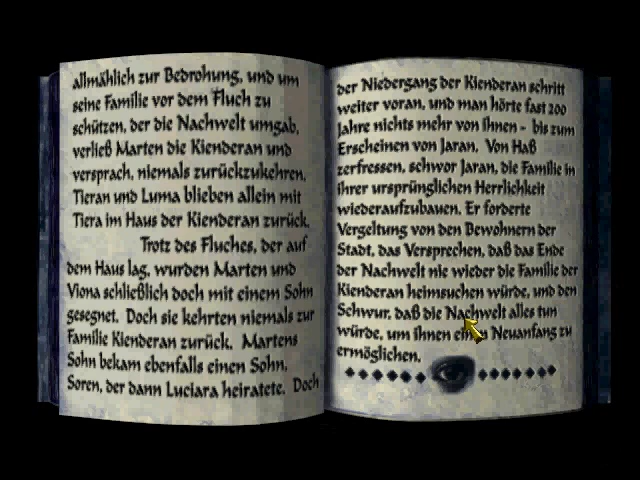 allmählich zur Bedrohung, und um
seine Familie vor dem Fluch zu
schützen, der die Nachwelt umgab,
verließ Marten die Kienderan und
versprach, niemals zurückzukehren.
Tieran und Luma blieben allein mit
Tiera im Haus der Kienderan zurück.
Trotz des Fluches, der auf
dem Haus lag, wurden Marten und
Viona schließlich doch mit einem Sohn
gesegnet. Doch sie kehrten niemals zur
Familie Kienderan zurück. Martens
Sohn bekam ebenfalls einen Sohn,
Soren, der dann Luciara heiratete. Doch
der Niedergang der Kienderan schritt
weiter voran, und man hörte fast 200
Jahre nichts mehr von ihnen - bis zum
Erscheinen von Jaran. Von Haß
zerfressen, schwor Jaran, die Familie in
ihrer ursprünglichen Herrlichkeit
wiederaufzubauen. Er forderte
Vergeltung von den Bewohnern der
Stadt, das Versprechen, daß das Ende
der Nachwelt nie wieder die Familie der
Kienderan heimsuchen würde, und den
Schwur, daß die Nachwelt alles tun
würde, um ihnen einen Neuanfang zu
ermöglichen.